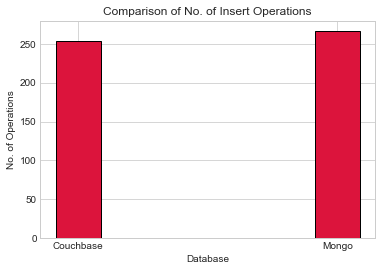 Comparison of No. of Insert Operations
250
200
150
100
50
0
No. of Operations
Couchbase
Mongo
Database